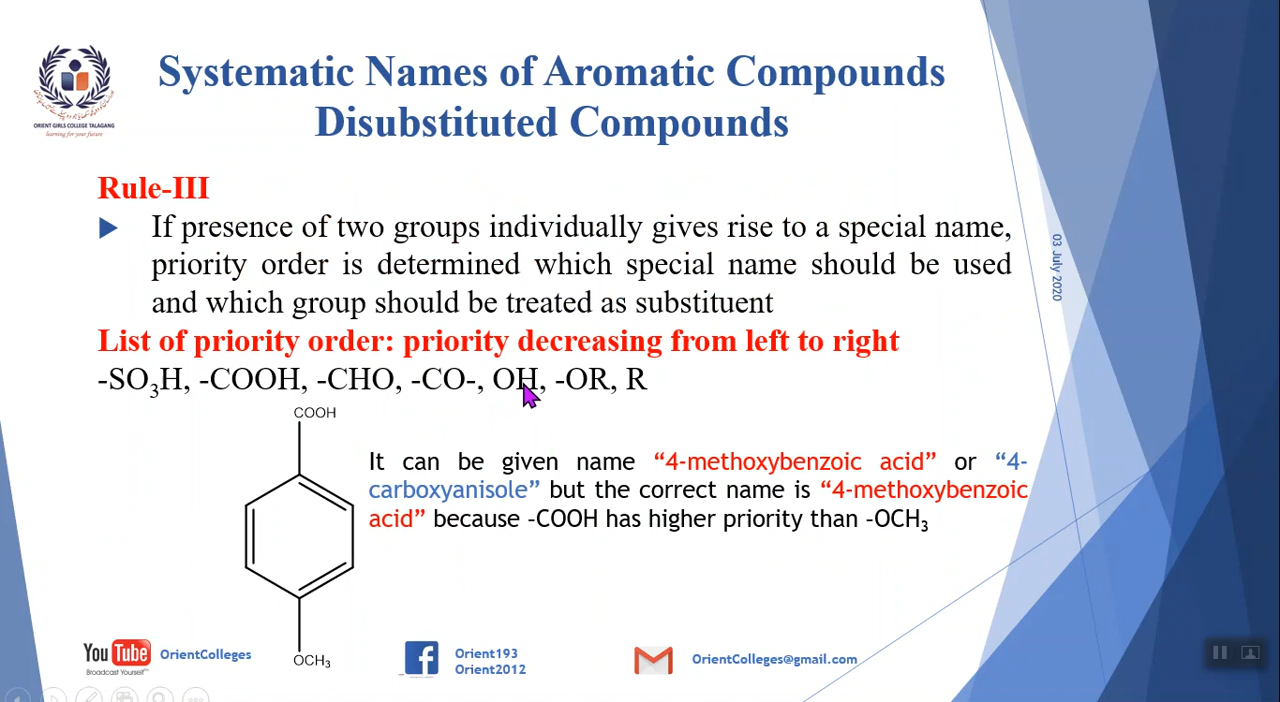 Systematic Names of Aromatic Compounds
Disubstituted Compounds
ORIENT GIRLS COLLEGE TALAGANG
learning for your future
Rule-III
If presence of two groups individually gives rise to a special name,
priority order is determined which special name should be used
and which group should be treated as substituent
03 July 2020
List of priority order: priority decreasing from left to right
-SO3H, -COOH, -CHO, -CO-, OH, -OR, R
COOH
It can be given name “4-methoxybenzoic acid” or “4-
carboxyanisole” but the correct name is “4-methoxybenzoic
acid” because –COOH has higher priority than –OCH3
OCH3
YouTube
Broadcast Yourself
OrientColleges
Orient193
Orient2012
OrientColleges@gmail.com